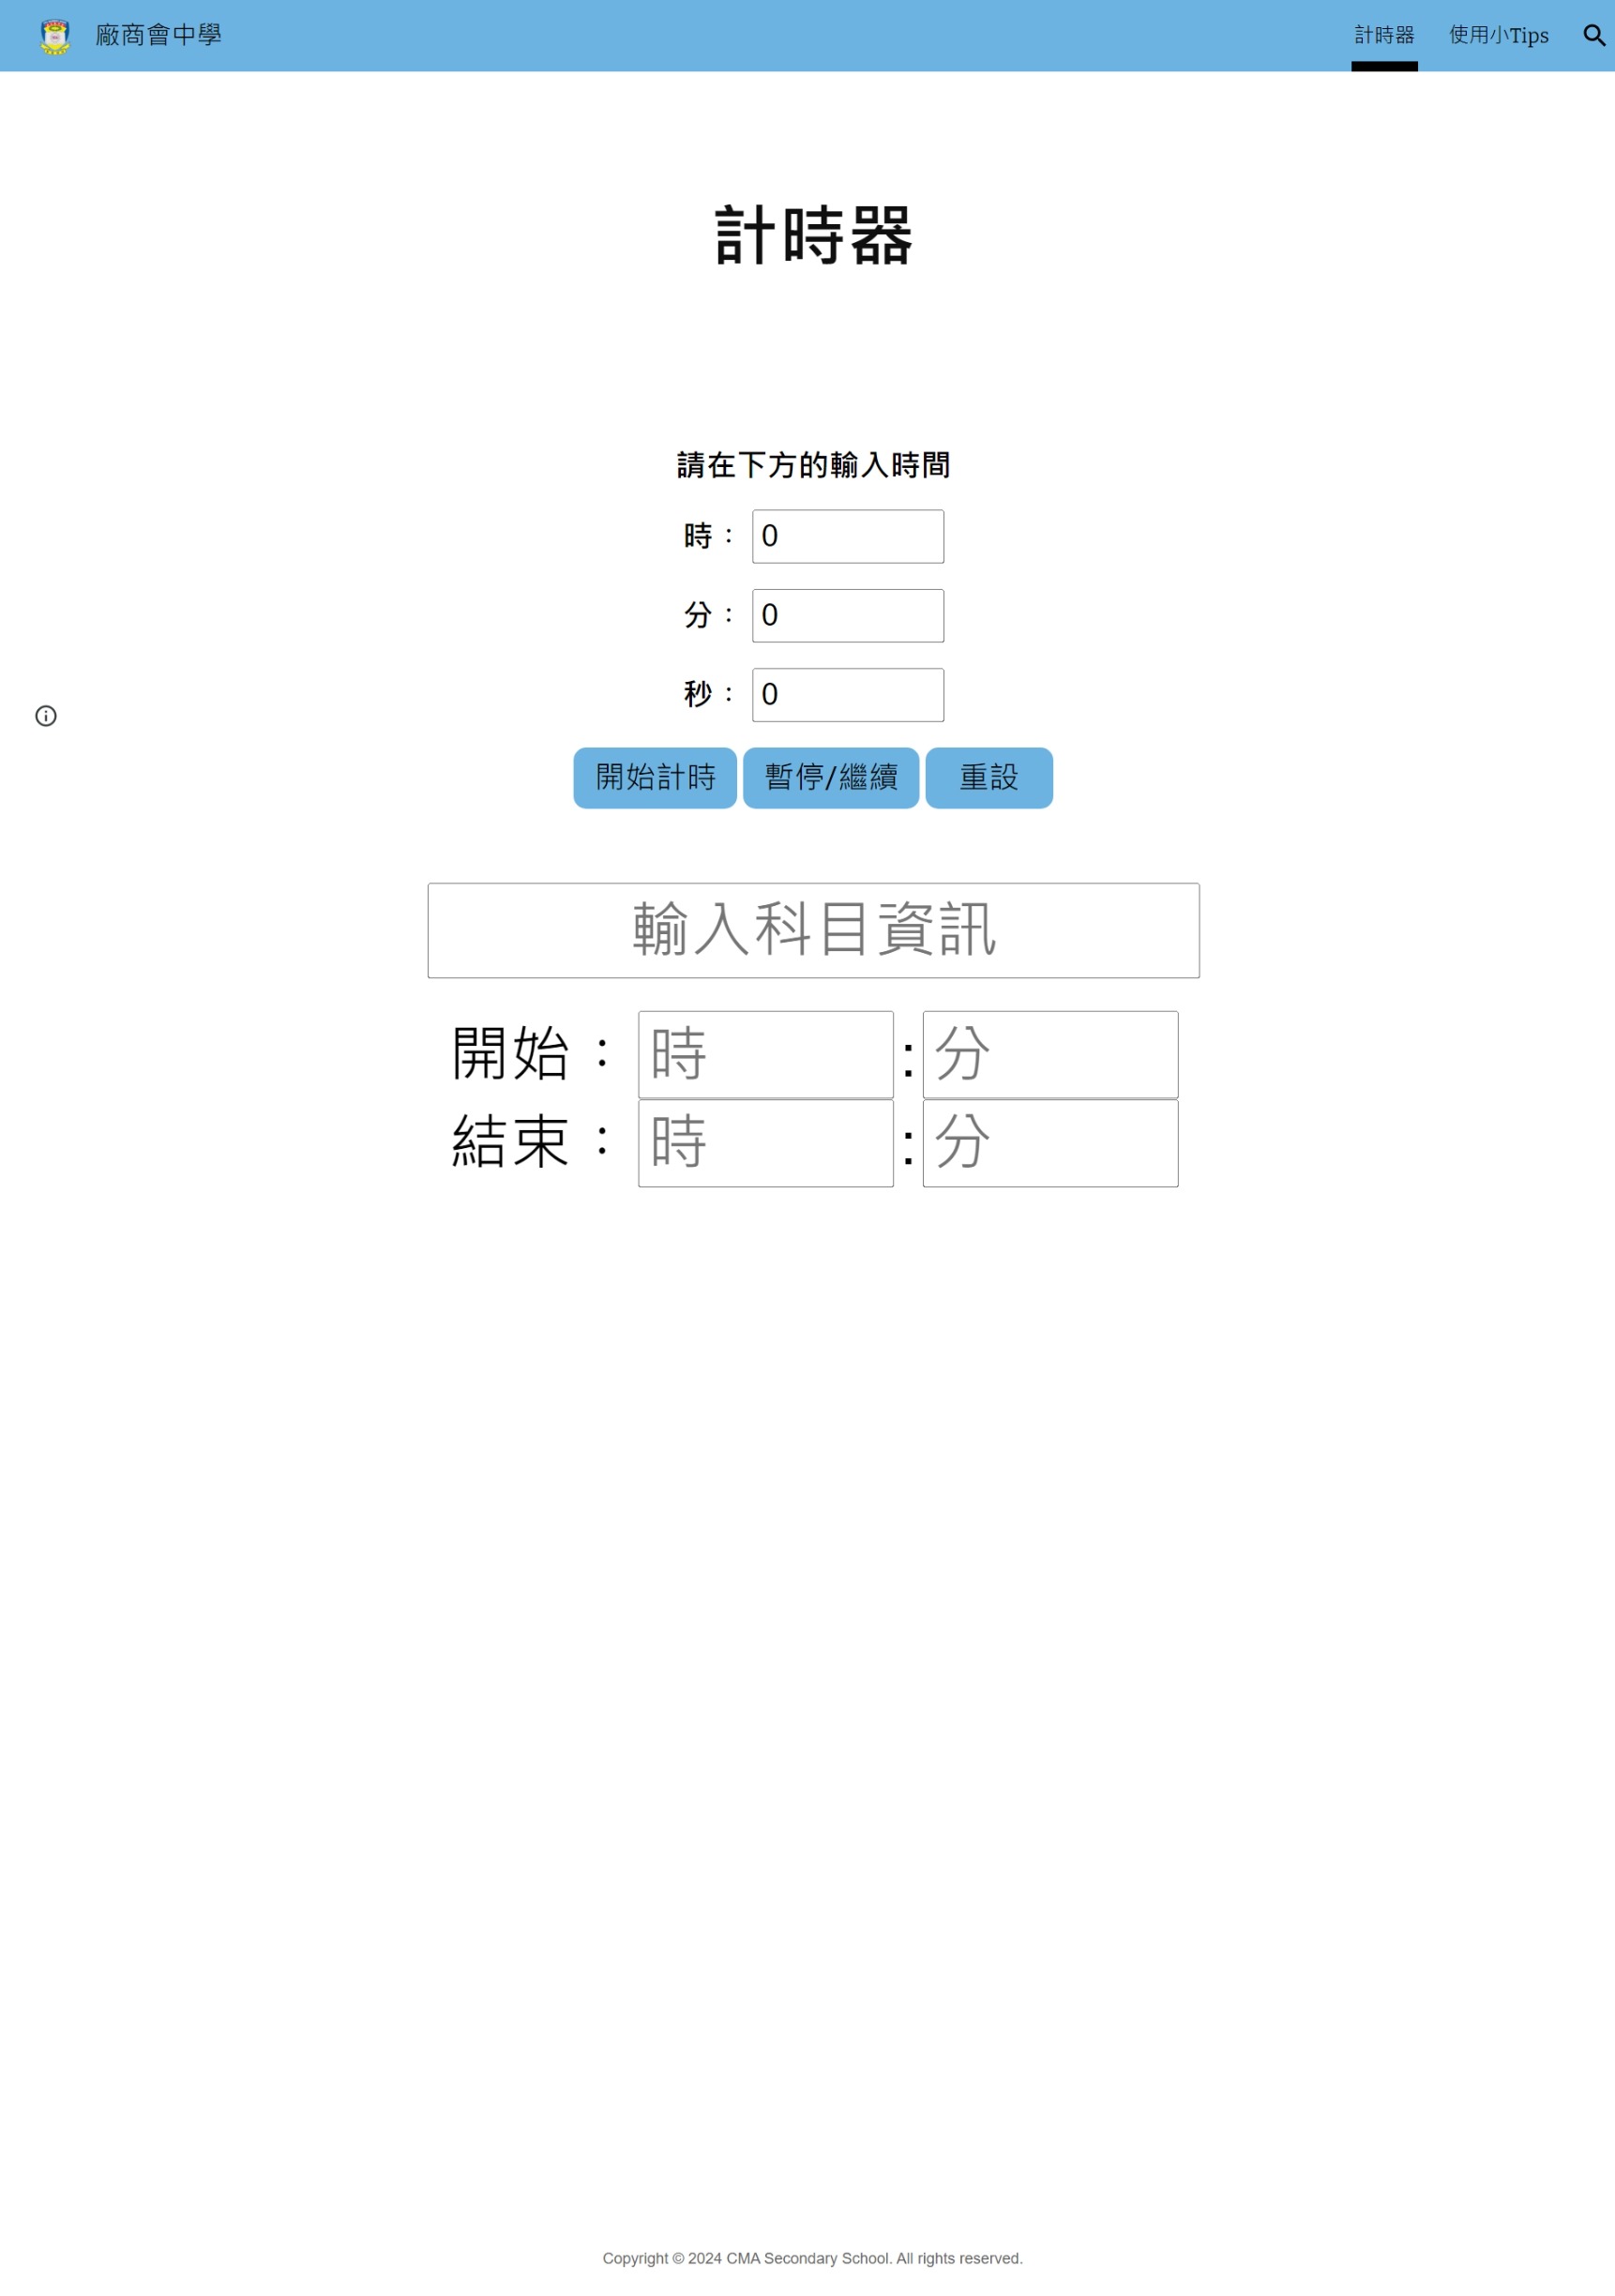 廠商會中學
計時器
使用小Tips
計時器
請在下方的輸入時間
時： 0
分： 0
秒： 0
開始計時 暫停/繼續 重設
輸入科目資訊
開始： 時 : 分
結束： 時 : 分
Copyright © 2024 CMA Secondary School. All rights reserved.